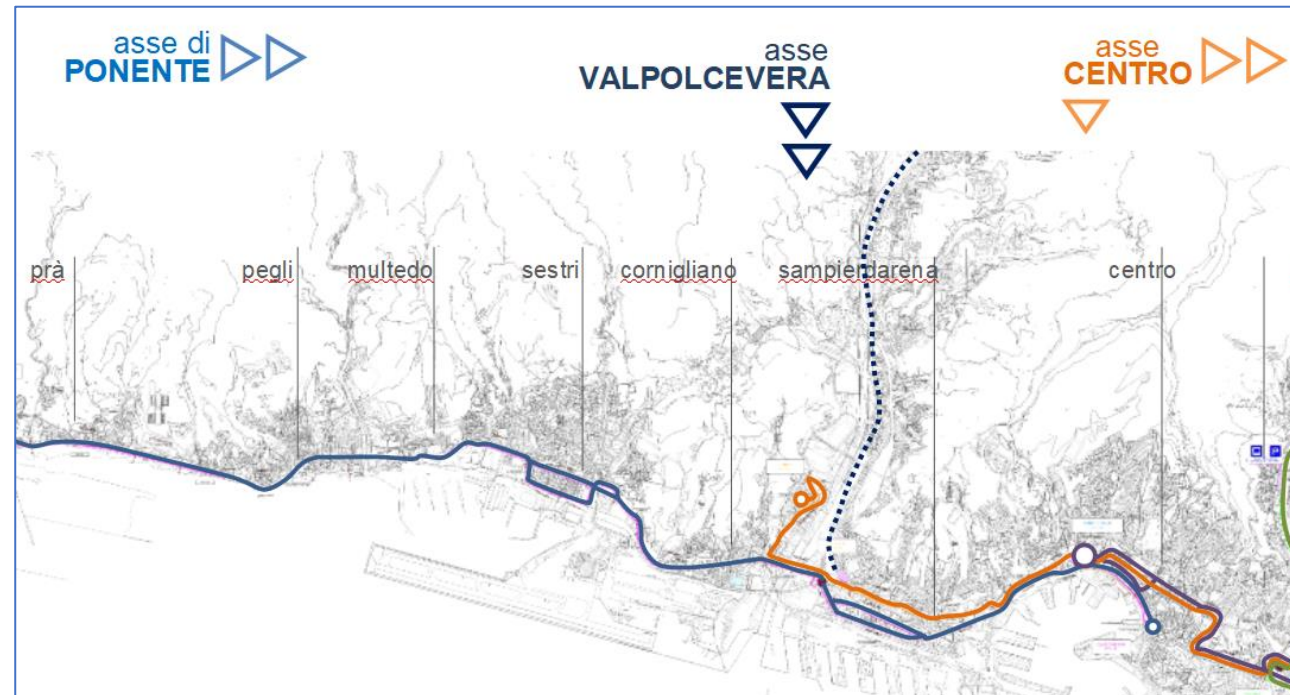 asse di
PONENTE
asse
VALPOLCEVERA
asse
CENTRO
prà
pegli
multedo
sestri
cornigliano
sampierdarena
centro
P